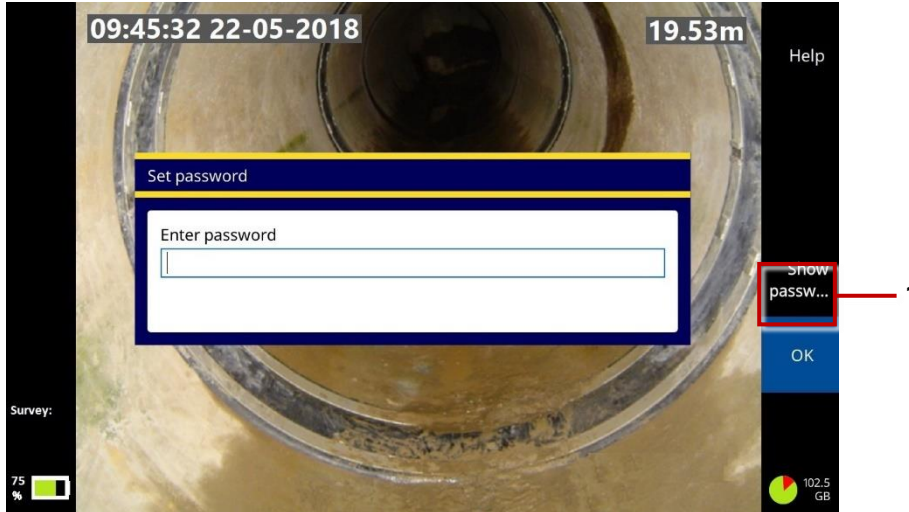 09:45:32 22-05-2018
19.53m
Help
Set password
Enter password
Show
passw...
OK
Survey:
75
%
102.5
GB